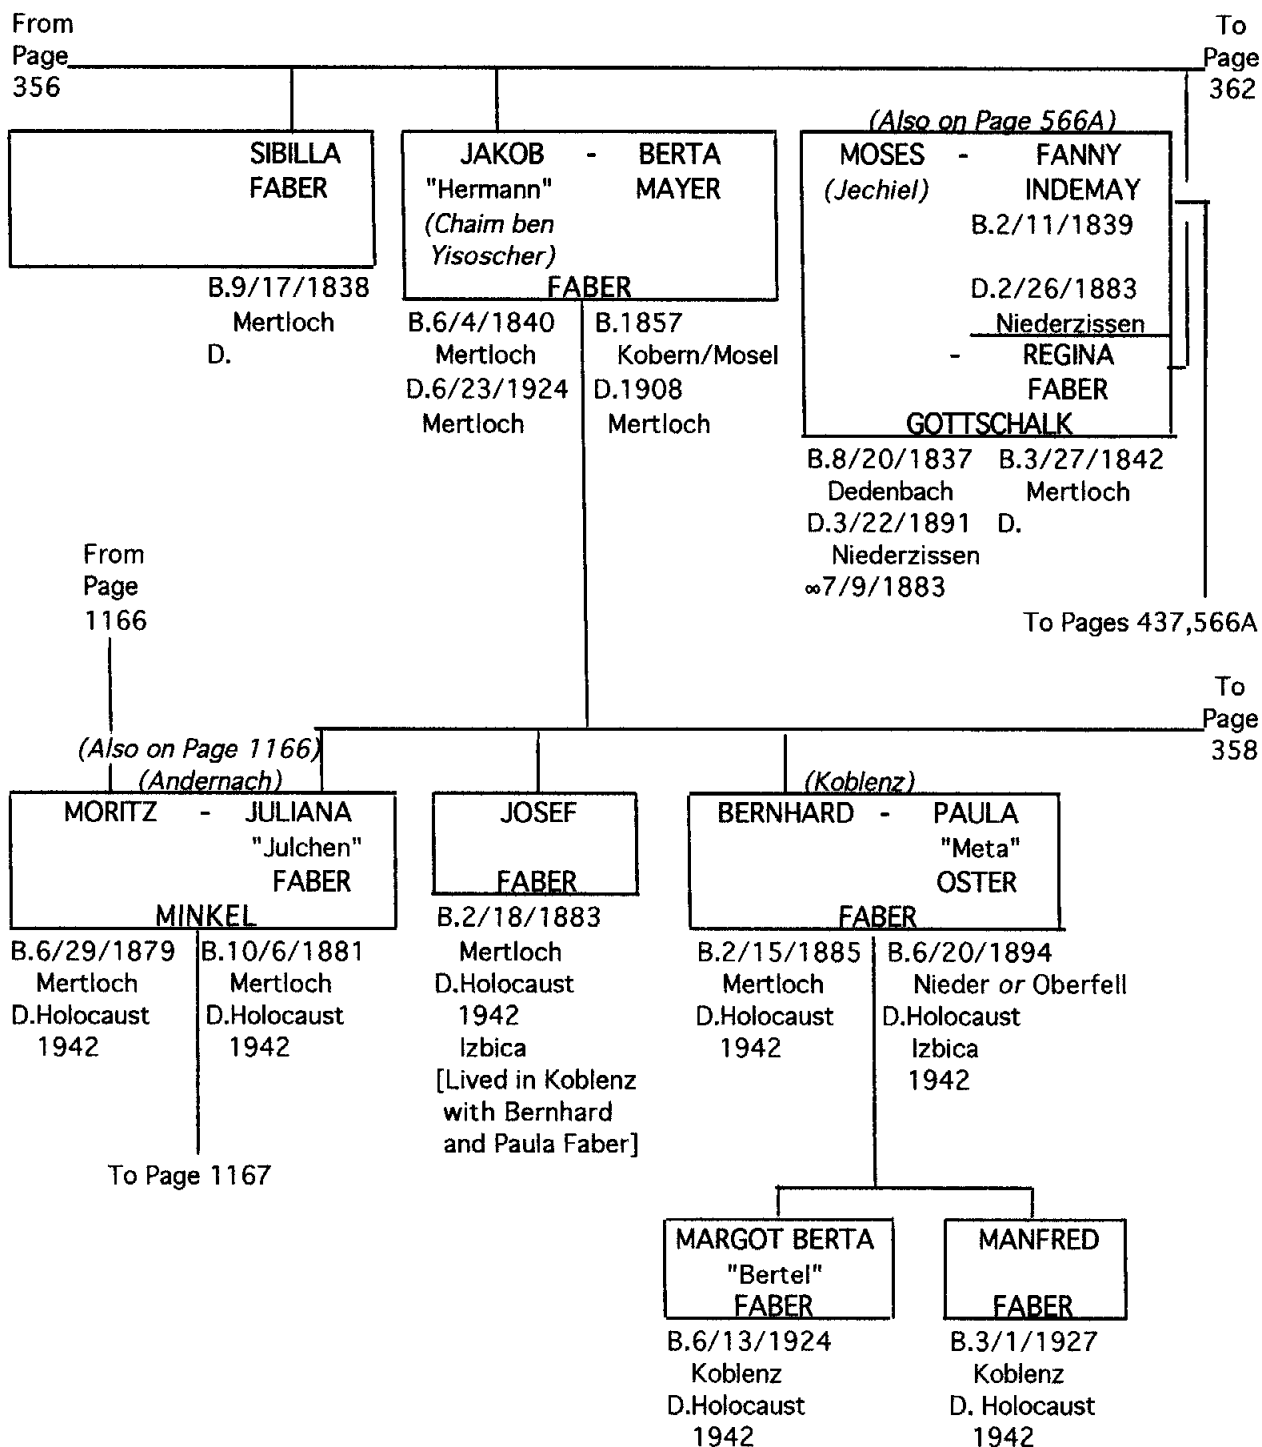 From
Page
356
To
Page
362
SIBILLA
FABER
B.9/17/1838
Mertloch
D.
JAKOB - BERTA
"Hermann" MAYER
(Chaim ben
Yisoscher)
FABER
B.6/4/1840 B.1857
Mertloch Kobern/Mosel
D.6/23/1924 D.1908
Mertloch Mertloch
(Also on Page 566A)
MOSES - FANNY
(Jechiel) INDEMAY
B.2/11/1839
D.2/26/1883
Niederzissen
- REGINA
FABER
GOTTSCHALK
B.8/20/1837 B.3/27/1842
Dedenbach Mertloch
D.3/22/1891 D.
Niederzissen
∞7/9/1883
To Pages 437,566A
From
Page
1166
To
Page
358
(Also on Page 1166)
(Andernach)
MORITZ - JULIANA
"Julchen"
FABER
MINKEL
B.6/29/1879 B.10/6/1881
Mertloch Mertloch
D.Holocaust D.Holocaust
1942 1942
To Page 1167
JOSEF
FABER
B.2/18/1883
Mertloch
D.Holocaust
1942
Izbica
[Lived in Koblenz
with Bernhard
and Paula Faber]
(Koblenz)
BERNHARD - PAULA
"Meta"
OSTER
FABER
B.2/15/1885 B.6/20/1894
Mertloch Nieder or Oberfell
D.Holocaust D.Holocaust
1942 Izbica
1942
MARGOT BERTA
"Bertel"
FABER
B.6/13/1924
Koblenz
D.Holocaust
1942
MANFRED
FABER
B.3/1/1927
Koblenz
D. Holocaust
1942